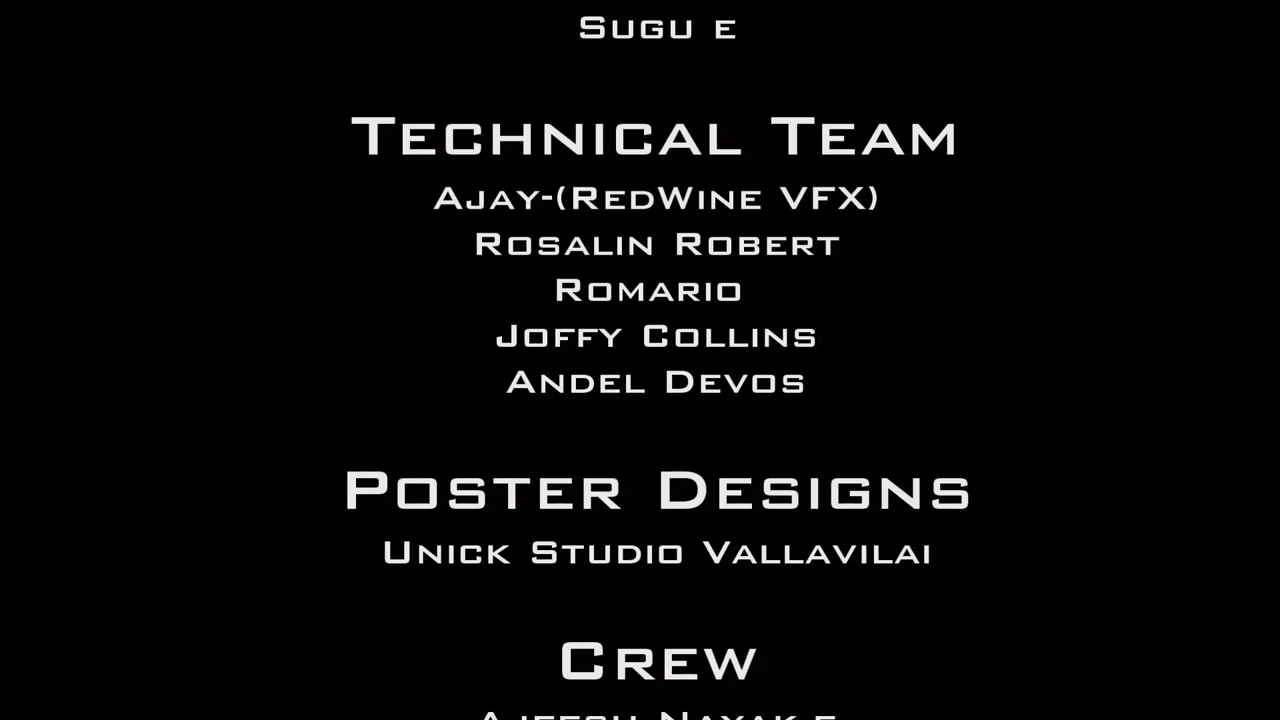 Sugu E
Technical Team
Ajay-(RedWine VFX)
Rosalin Robert
Romario
Joffy Collins
Andel Devos
Poster Designs
Unick Studio Vallavilai
Crew